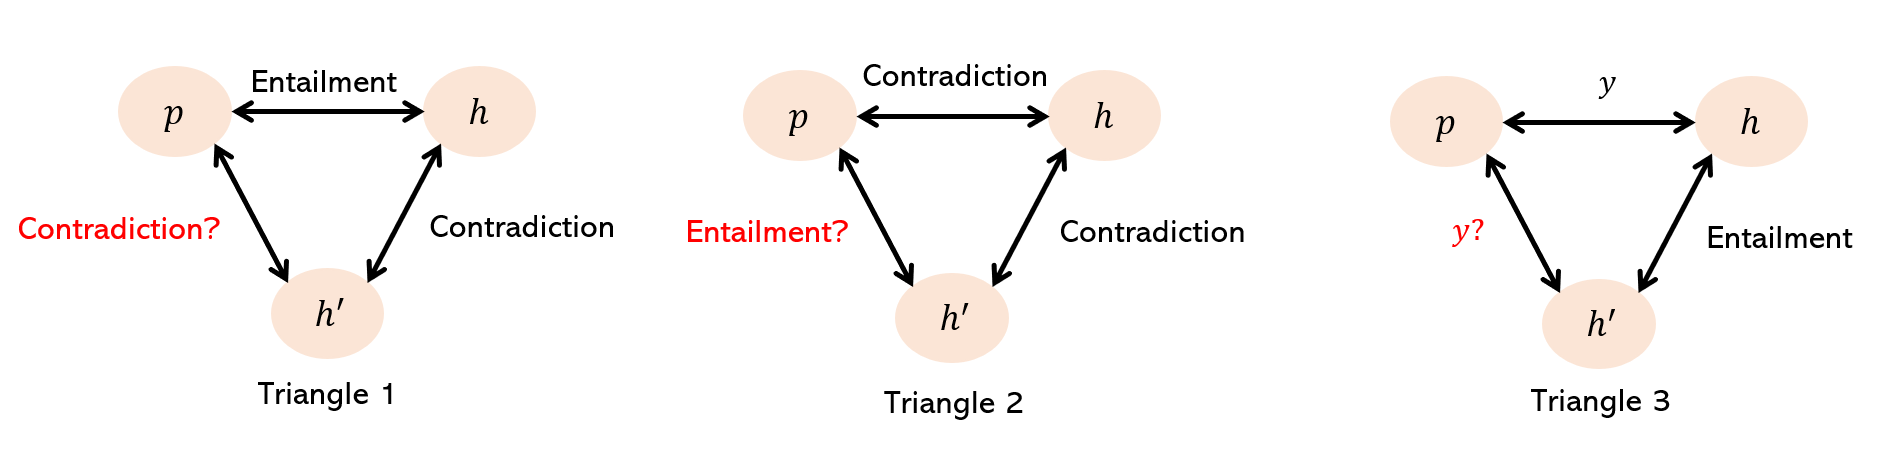 Entailment
p
h
Contradiction?
Contradiction
h′
Triangle 1
Contradiction
p
h
Entailment?
Contradiction
h′
Triangle 2
y
p
h
y?
Entailment
h′
Triangle 3